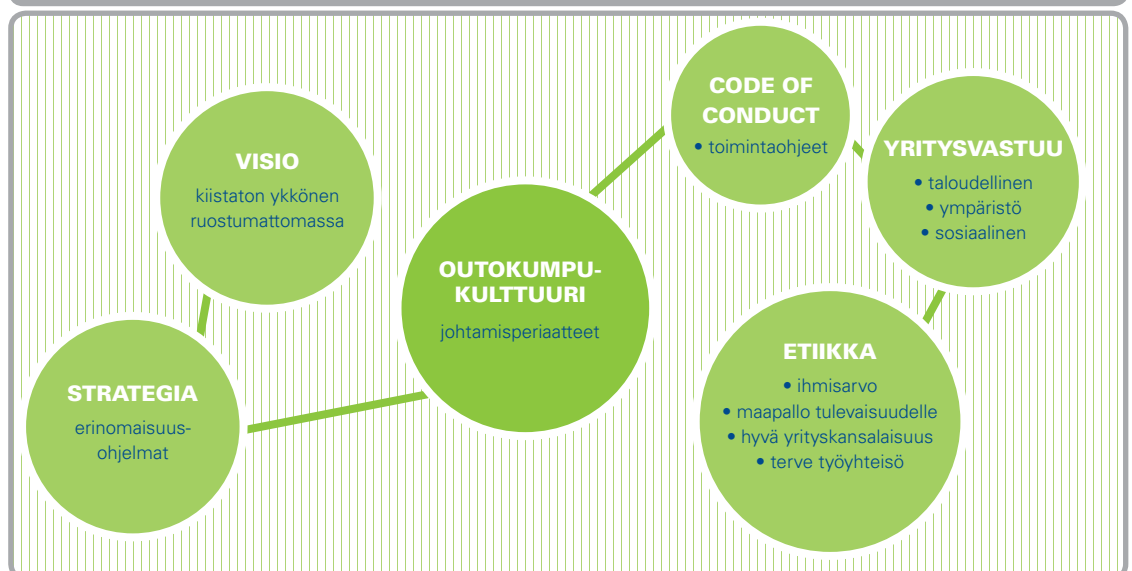 VISIO
kiistaton ykkönen
ruostumattomassa
STRATEGIA
erinomaisuus-
ohjelmat
OUTOKUMPU-
KULTTUURI
johtamisperiaatteet
CODE OF
CONDUCT
• toimintaohjeet
YRITYSVASTUU
• taloudellinen
• ympäristö
• sosiaalinen
ETIIKKA
• ihmisarvo
• maapallo tulevaisuudelle
• hyvä yrityskansalaisuus
• terve työyhteisö